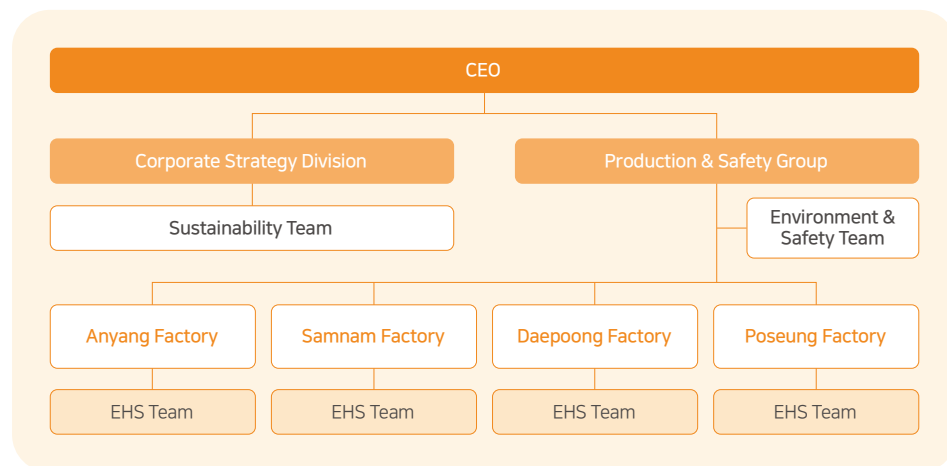 CEO
Corporate Strategy Division
Production & Safety Group
Sustainability Team
Environment &
Safety Team
Anyang Factory
Samnam Factory
Daepoong Factory
Poseung Factory
EHS Team
EHS Team
EHS Team
EHS Team